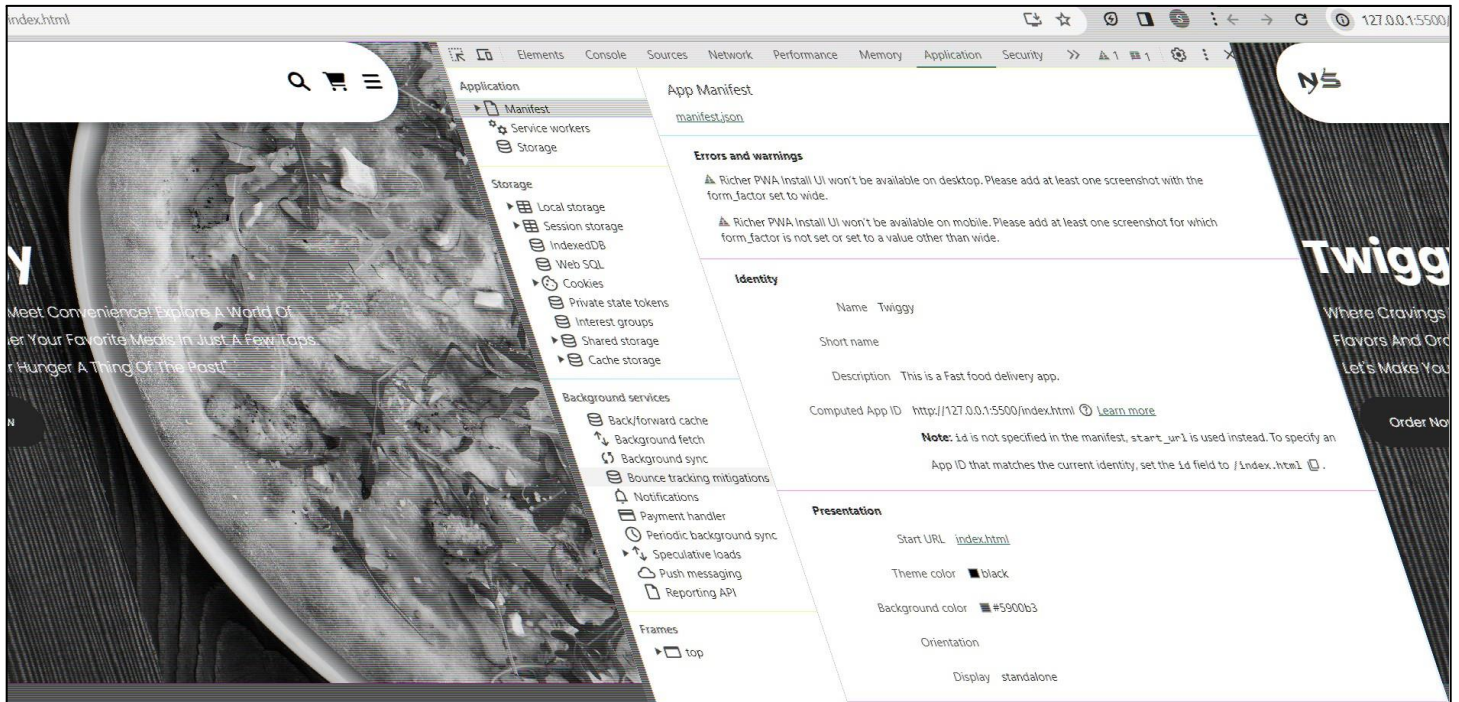 index.html
127.0.0.1:5500/
Elements Console Sources Network Performance Memory Application Security 1 1
NS
Application
Manifest
Service workers
Storage
Storage
Local storage
Session storage
IndexedDB
Web SQL
Cookies
Private state tokens
Interest groups
Shared storage
Cache storage
Background services
Back/forward cache
Background fetch
Background sync
Bounce tracking mitigations
Notifications
Payment handler
Periodic background sync
Speculative loads
Push messaging
Reporting API
Frames
top
App Manifest
manifest.json
Errors and warnings
Richer PWA Install UI won't be available on desktop. Please add at least one screenshot with the
form_factor set to wide.
Richer PWA Install UI won't be available on mobile. Please add at least one screenshot for which
form_factor is not set or set to a value other than wide.
Identity
Name Twiggy
Short name
Description This is a Fast food delivery app.
Computed App ID http://127.0.0.1:5500/index.html Learn more
Note: id is not specified in the manifest, start_url is used instead. To specify an
App ID that matches the current identity, set the id field to /index.html .
Presentation
Start URL index.html
Theme color black
Background color #5900b3
Orientation
Display standalone
y
Meet Convenience! Explore A World Of
er Your Favorite Meals In Just A Few Taps.
r Hunger A Thing Of The Past!"
N
Twiggy
Where Cravings
Flavors And Ord
Let's Make You
Order Now